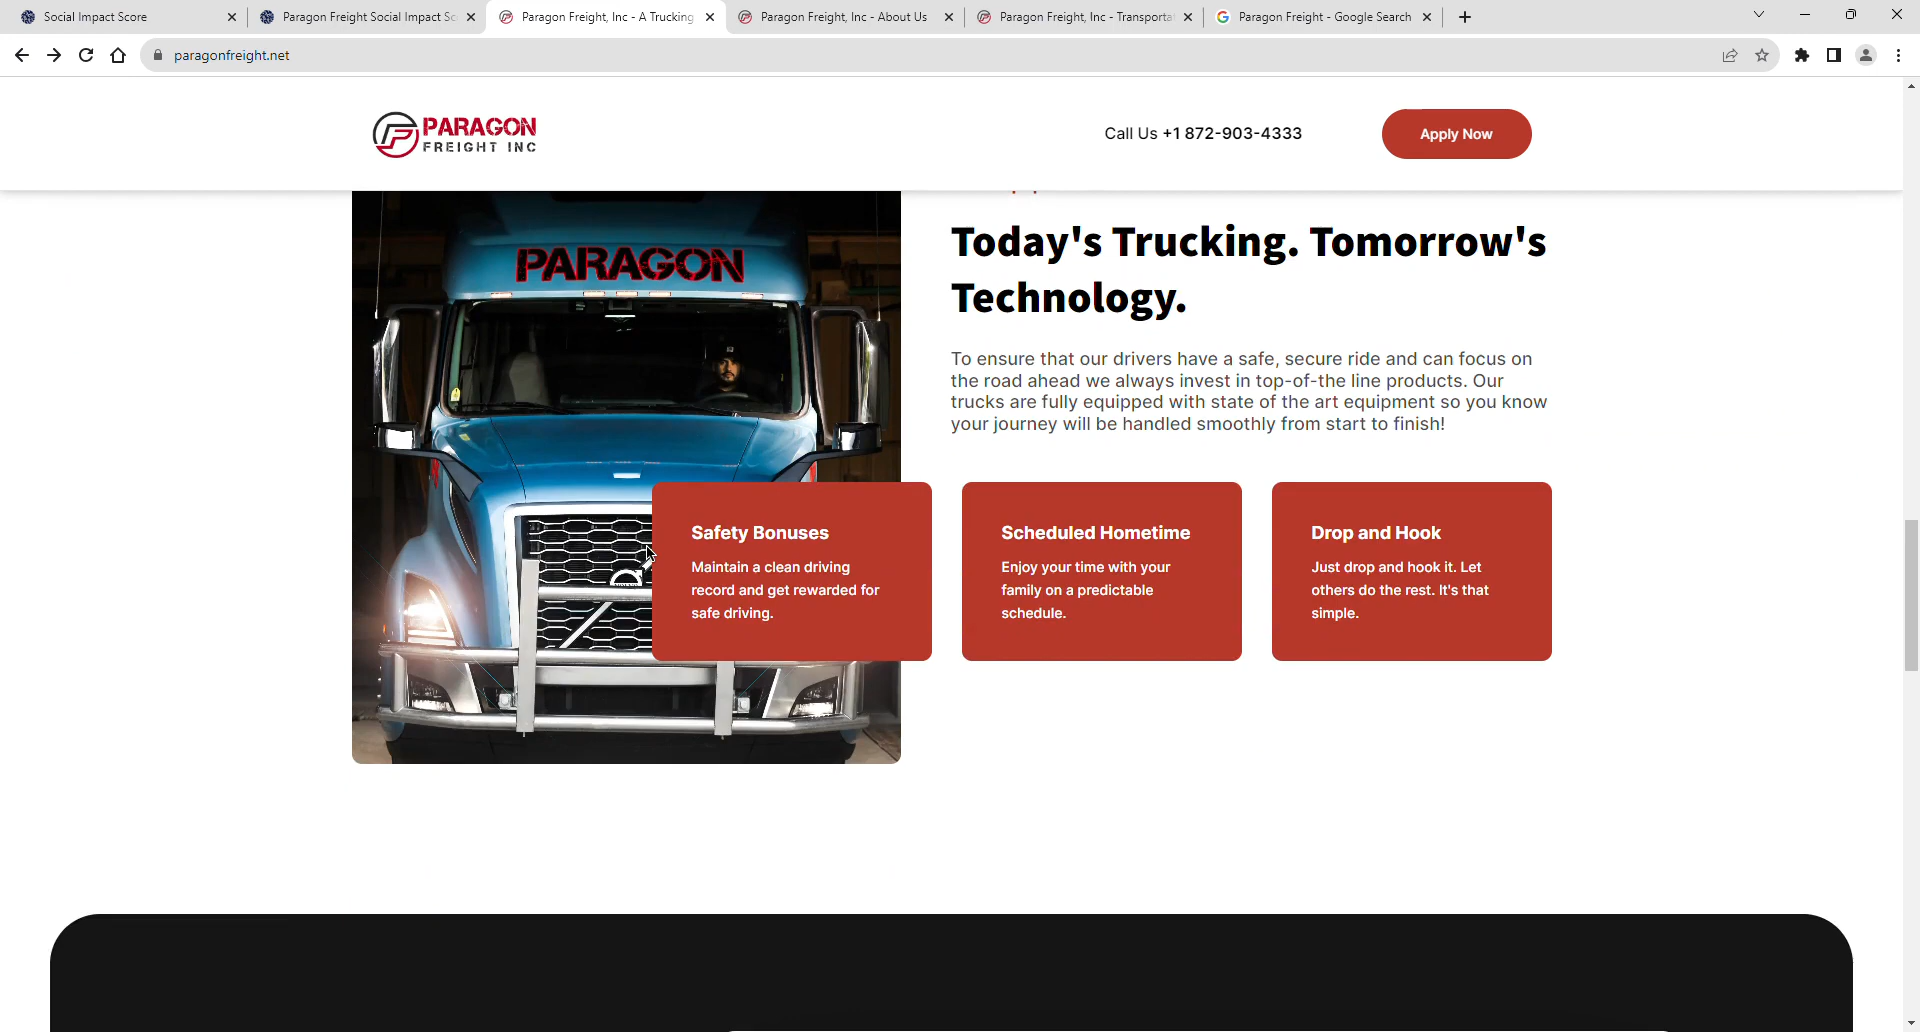 Social Impact Score
Paragon Freight Social Impact Sc
Paragon Freight, Inc - A Trucking
Paragon Freight, Inc - About Us
Paragon Freight, Inc - Transporta
Paragon Freight - Google Search
paragonfreight.net
PARAGON
FREIGHT INC
Call Us +1 872-903-4333
Apply Now
PARAGON
Today's Trucking. Tomorrow's
Technology.
To ensure that our drivers have a safe, secure ride and can focus on
the road ahead we always invest in top-of-the line products. Our
trucks are fully equipped with state of the art equipment so you know
your journey will be handled smoothly from start to finish!
Safety Bonuses
Maintain a clean driving
record and get rewarded for
safe driving.
Scheduled Hometime
Enjoy your time with your
family on a predictable
schedule.
Drop and Hook
Just drop and hook it. Let
others do the rest. It's that
simple.